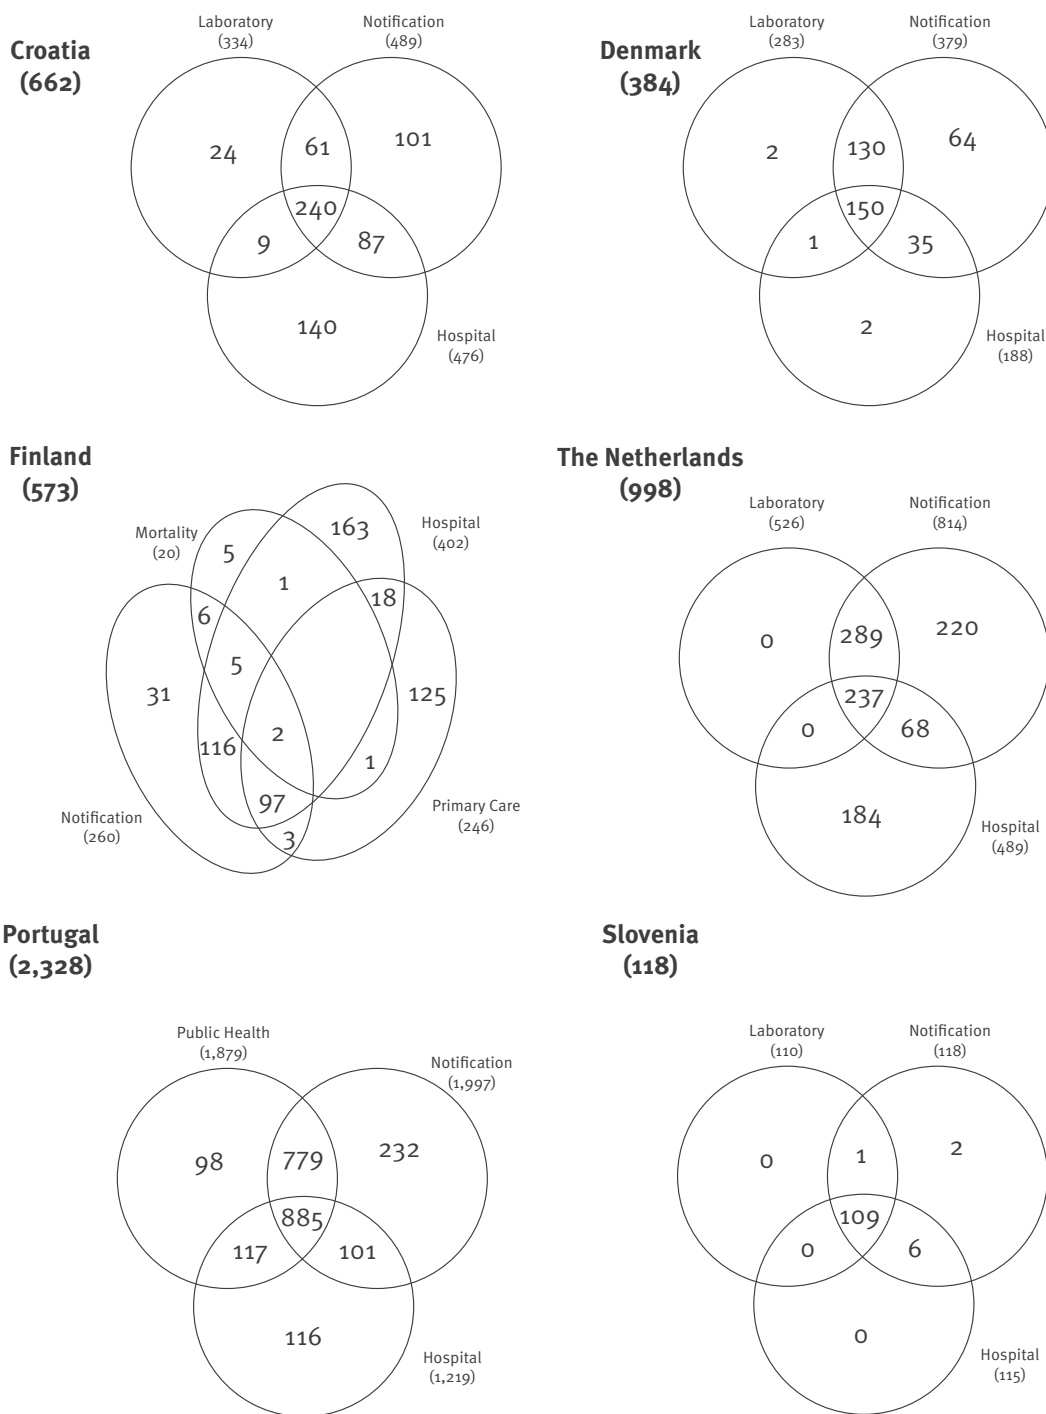 Croatia
(662)
Laboratory
(334)
Notification
(489)
24
61
101
240
9
87
140
Hospital
(476)
Denmark
(384)
Laboratory
(283)
Notification
(379)
2
130
64
150
1
35
2
Hospital
(188)
Finland
(573)
Mortality
(20)
Hospital
(402)
163
5
1
18
6
5
31
125
116
2
1
97
3
Notification
(260)
Primary Care
(246)
The Netherlands
(998)
Laboratory
(526)
Notification
(814)
0
289
220
237
0
68
184
Hospital
(489)
Portugal
(2,328)
Public Health
(1,879)
Notification
(1,997)
98
779
232
885
117
101
116
Hospital
(1,219)
Slovenia
(118)
Laboratory
(110)
Notification
(118)
0
1
2
109
0
6
0
Hospital
(115)